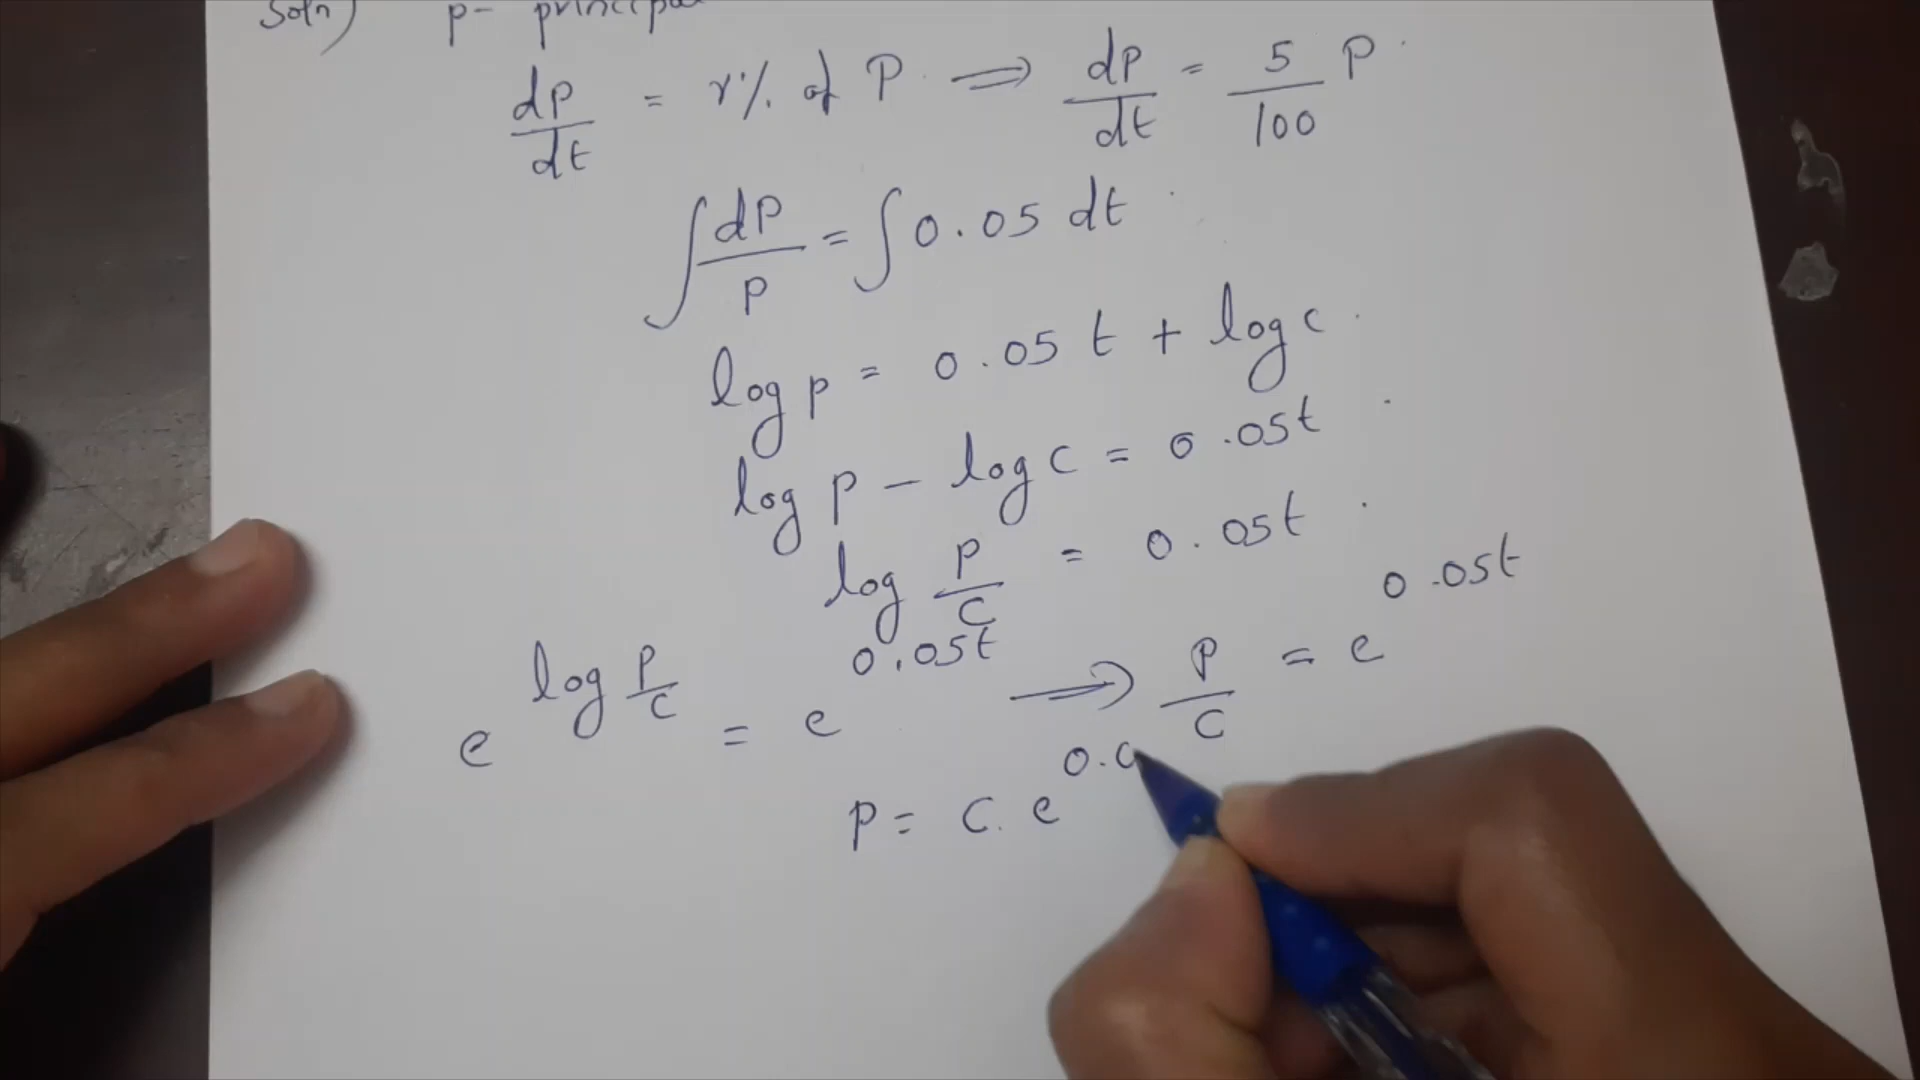 Soln) p- principal
dp/dt = r% of P ⟹ dp/dt = 5/100 P
∫ dP/P = ∫ 0.05 dt
log p = 0.05 t + log c
log p - log c = 0.05t
log P/C = 0.05t
e^(log P/C) = e^(0.05t) ⟹ P/C = e^(0.05t)
P = C. e^(0.0